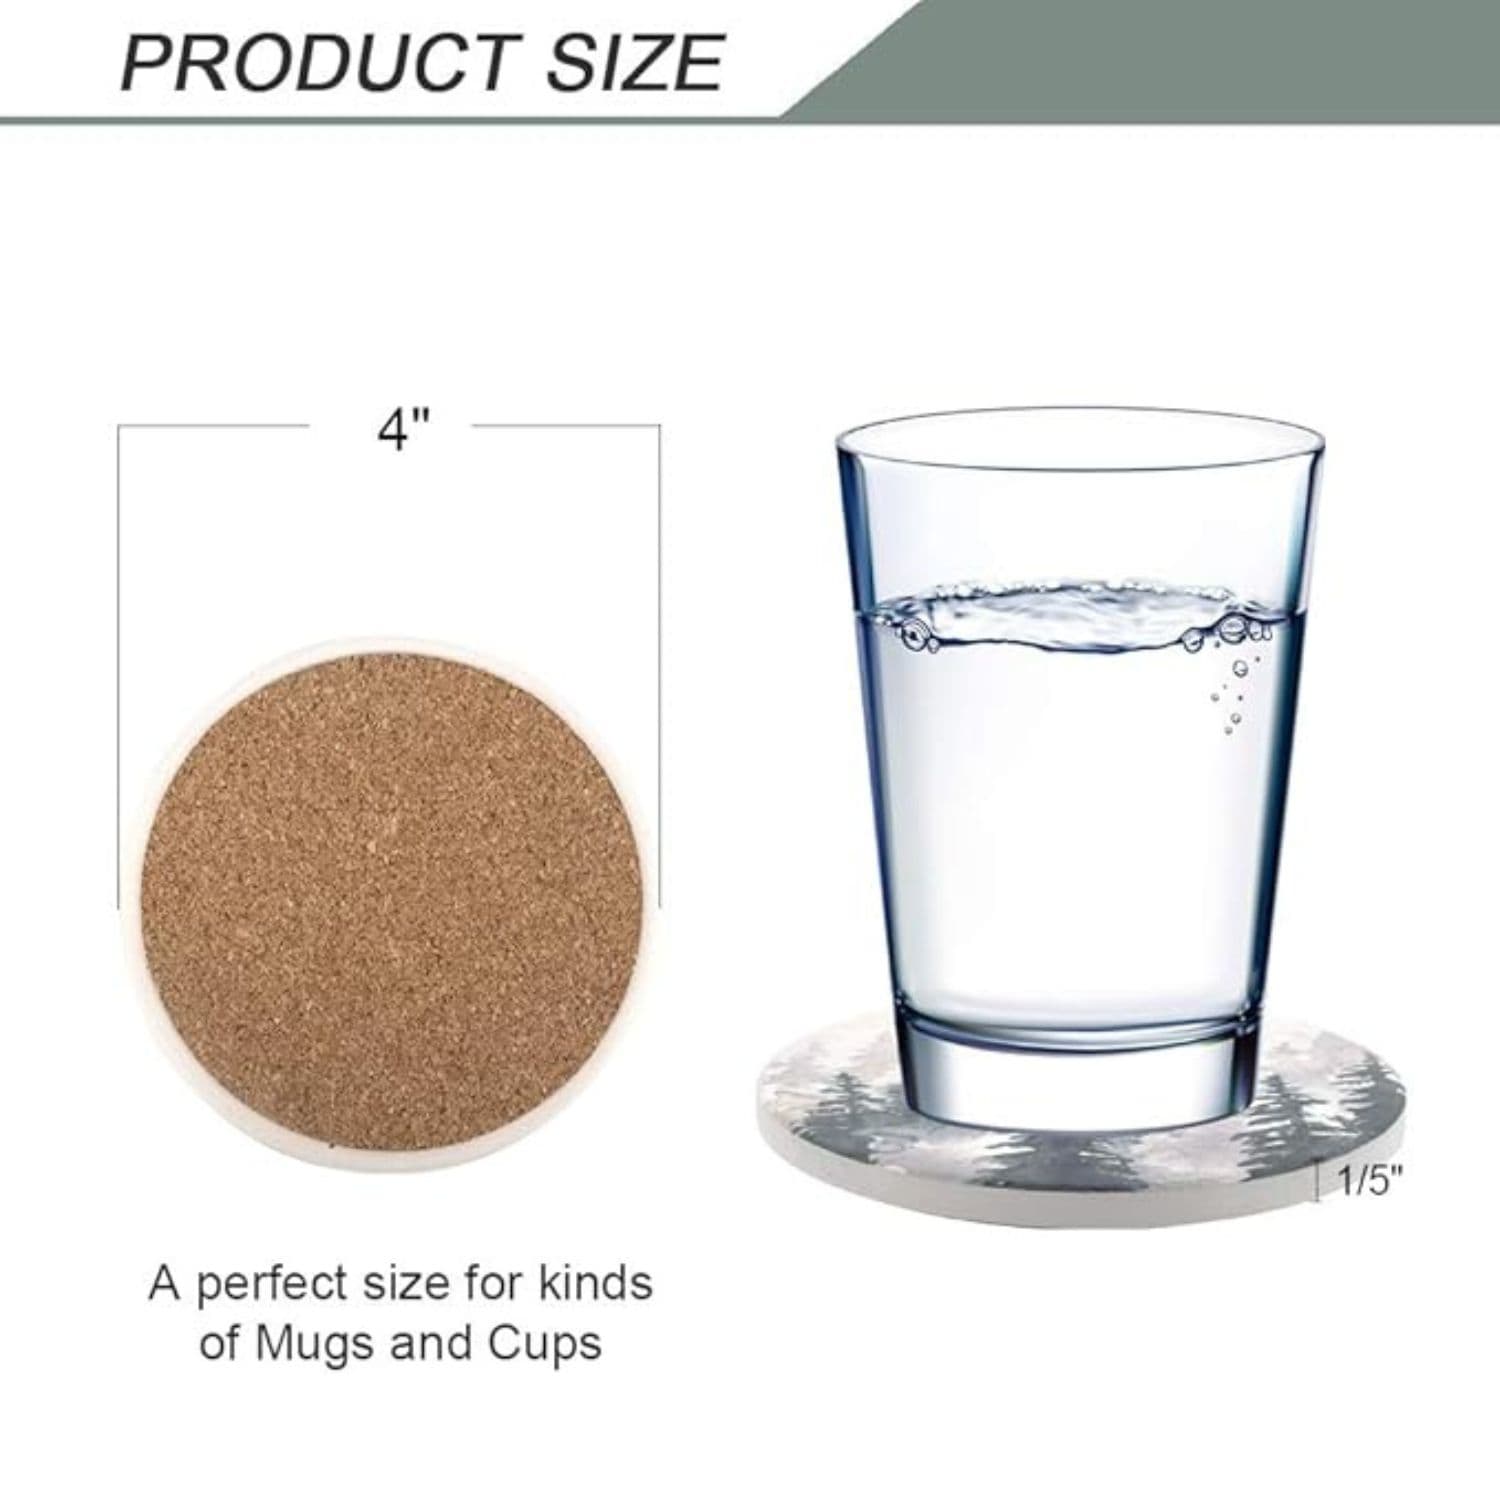 PRODUCT SIZE
4"
1/5"
A perfect size for kinds
of Mugs and Cups